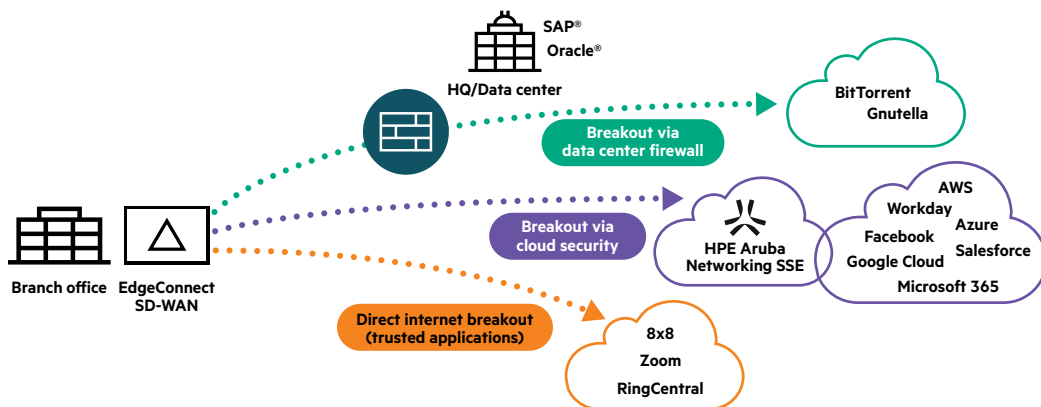 SAP®
Oracle®
HQ/Data center
BitTorrent
Gnutella
Breakout via
data center firewall
Branch office
EdgeConnect
SD-WAN
Breakout via
cloud security
HPE Aruba
Networking SSE
AWS
Workday
Azure
Facebook
Salesforce
Google Cloud
Microsoft 365
Direct internet breakout
(trusted applications)
8x8
Zoom
RingCentral